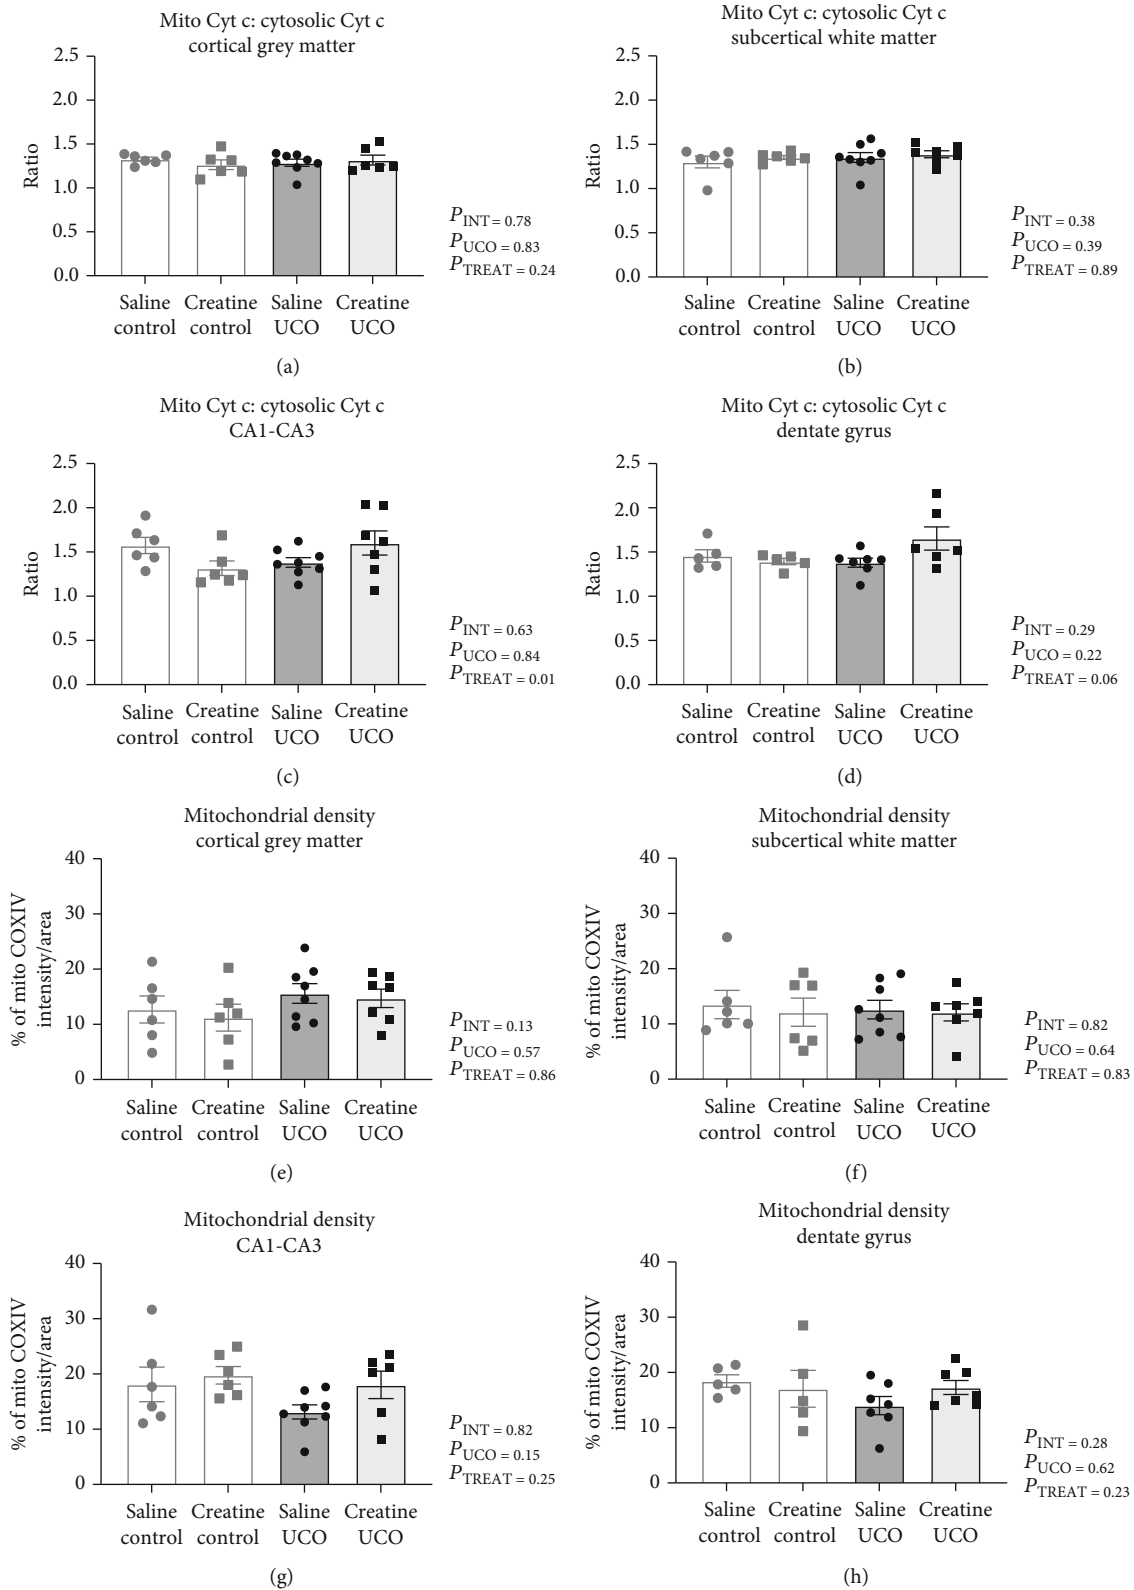 Mito Cyt c: cytosolic Cyt c
cortical grey matter
2.5
2.0
1.5
1.0
0.5
0.0
Ratio
Saline control
Creatine control
Saline UCO
Creatine UCO
PINT = 0.78
PUCO = 0.83
PTREAT = 0.24
(a)
Mito Cyt c: cytosolic Cyt c
subcertical white matter
2.5
2.0
1.5
1.0
0.5
0.0
Ratio
Saline control
Creatine control
Saline UCO
Creatine UCO
PINT = 0.38
PUCO = 0.39
PTREAT = 0.89
(b)
Mito Cyt c: cytosolic Cyt c
CA1-CA3
2.5
2.0
1.5
1.0
0.5
0.0
Ratio
Saline control
Creatine control
Saline UCO
Creatine UCO
PINT = 0.63
PUCO = 0.84
PTREAT = 0.01
(c)
Mito Cyt c: cytosolic Cyt c
dentate gyrus
2.5
2.0
1.5
1.0
0.5
0.0
Ratio
Saline control
Creatine control
Saline UCO
Creatine UCO
PINT = 0.29
PUCO = 0.22
PTREAT = 0.06
(d)
Mitochondrial density
cortical grey matter
40
30
20
10
0
% of mito COXIV
intensity/area
Saline control
Creatine control
Saline UCO
Creatine UCO
PINT = 0.13
PUCO = 0.57
PTREAT = 0.86
(e)
Mitochondrial density
subcertical white matter
40
30
20
10
0
% of mito COXIV
intensity/area
Saline control
Creatine control
Saline UCO
Creatine UCO
PINT = 0.82
PUCO = 0.64
PTREAT = 0.83
(f)
Mitochondrial density
CA1-CA3
40
30
20
10
0
% of mito COXIV
intensity/area
Saline control
Creatine control
Saline UCO
Creatine UCO
PINT = 0.82
PUCO = 0.15
PTREAT = 0.25
(g)
Mitochondrial density
dentate gyrus
40
30
20
10
0
% of mito COXIV
intensity/area
Saline control
Creatine control
Saline UCO
Creatine UCO
PINT = 0.28
PUCO = 0.62
PTREAT = 0.23
(h)